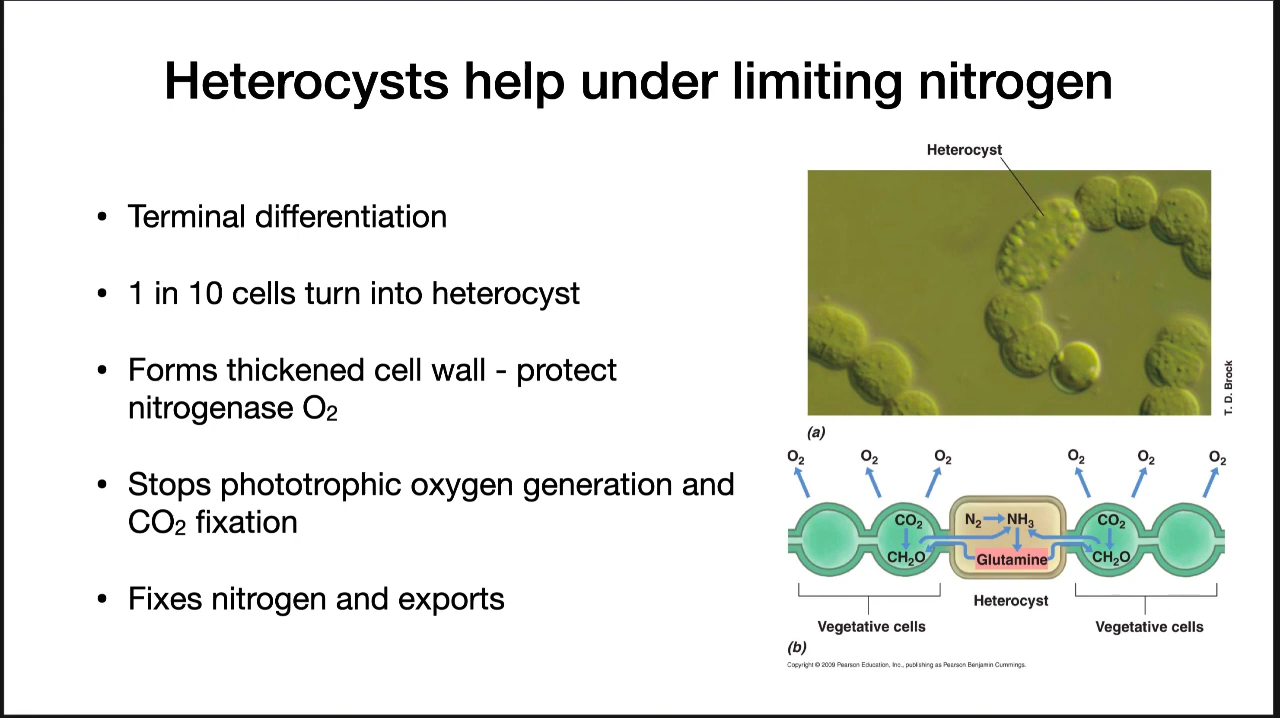 Heterocysts help under limiting nitrogen
• Terminal differentiation
• 1 in 10 cells turn into heterocyst
• Forms thickened cell wall - protect
nitrogenase O₂
• Stops phototrophic oxygen generation and
CO₂ fixation
• Fixes nitrogen and exports
Heterocyst
T. D. Brock
(a)
O₂ O₂ O₂ O₂ O₂ O₂
CO₂ N₂ NH₃ CO₂
CH₂O Glutamine CH₂O
Heterocyst
Vegetative cells Vegetative cells
(b)
Copyright © 2009 Pearson Education, Inc., publishing as Pearson Benjamin Cummings.